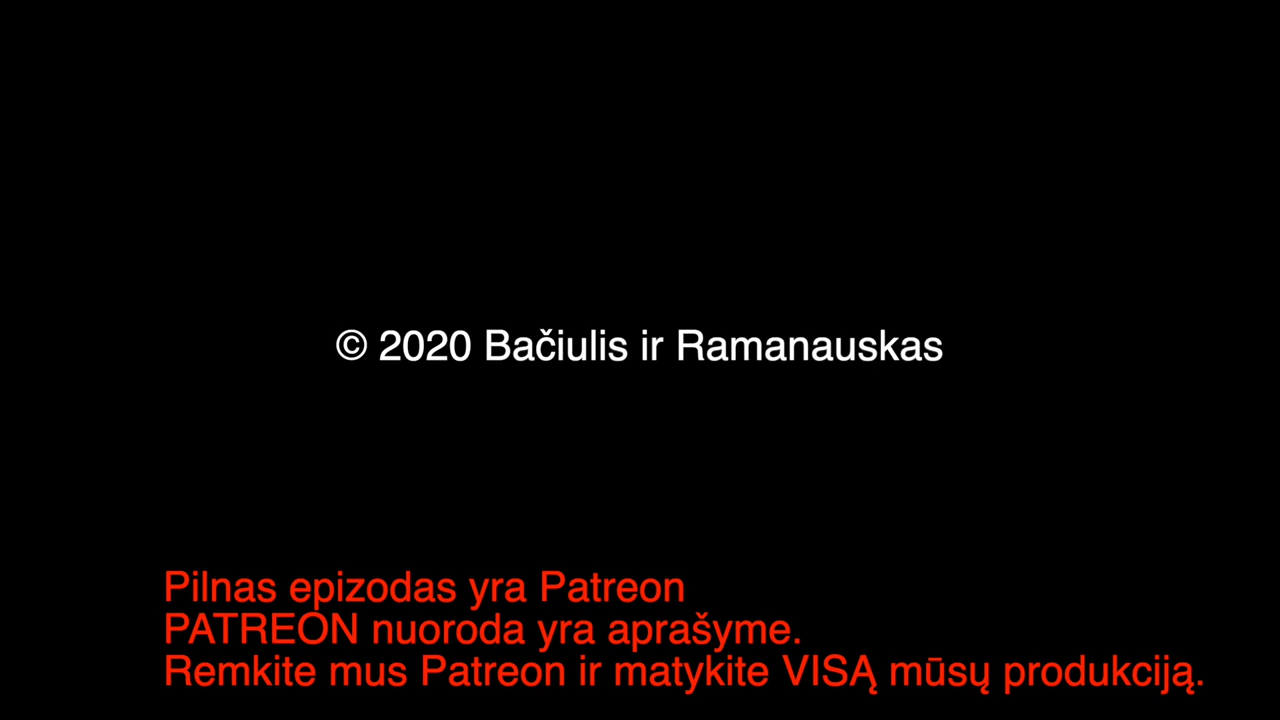 © 2020 Bačiulis ir Ramanauskas
Pilnas epizodas yra Patreon
PATREON nuoroda yra aprašyme.
Remkite mus Patreon ir matykite VISĄ mūsų produkciją.